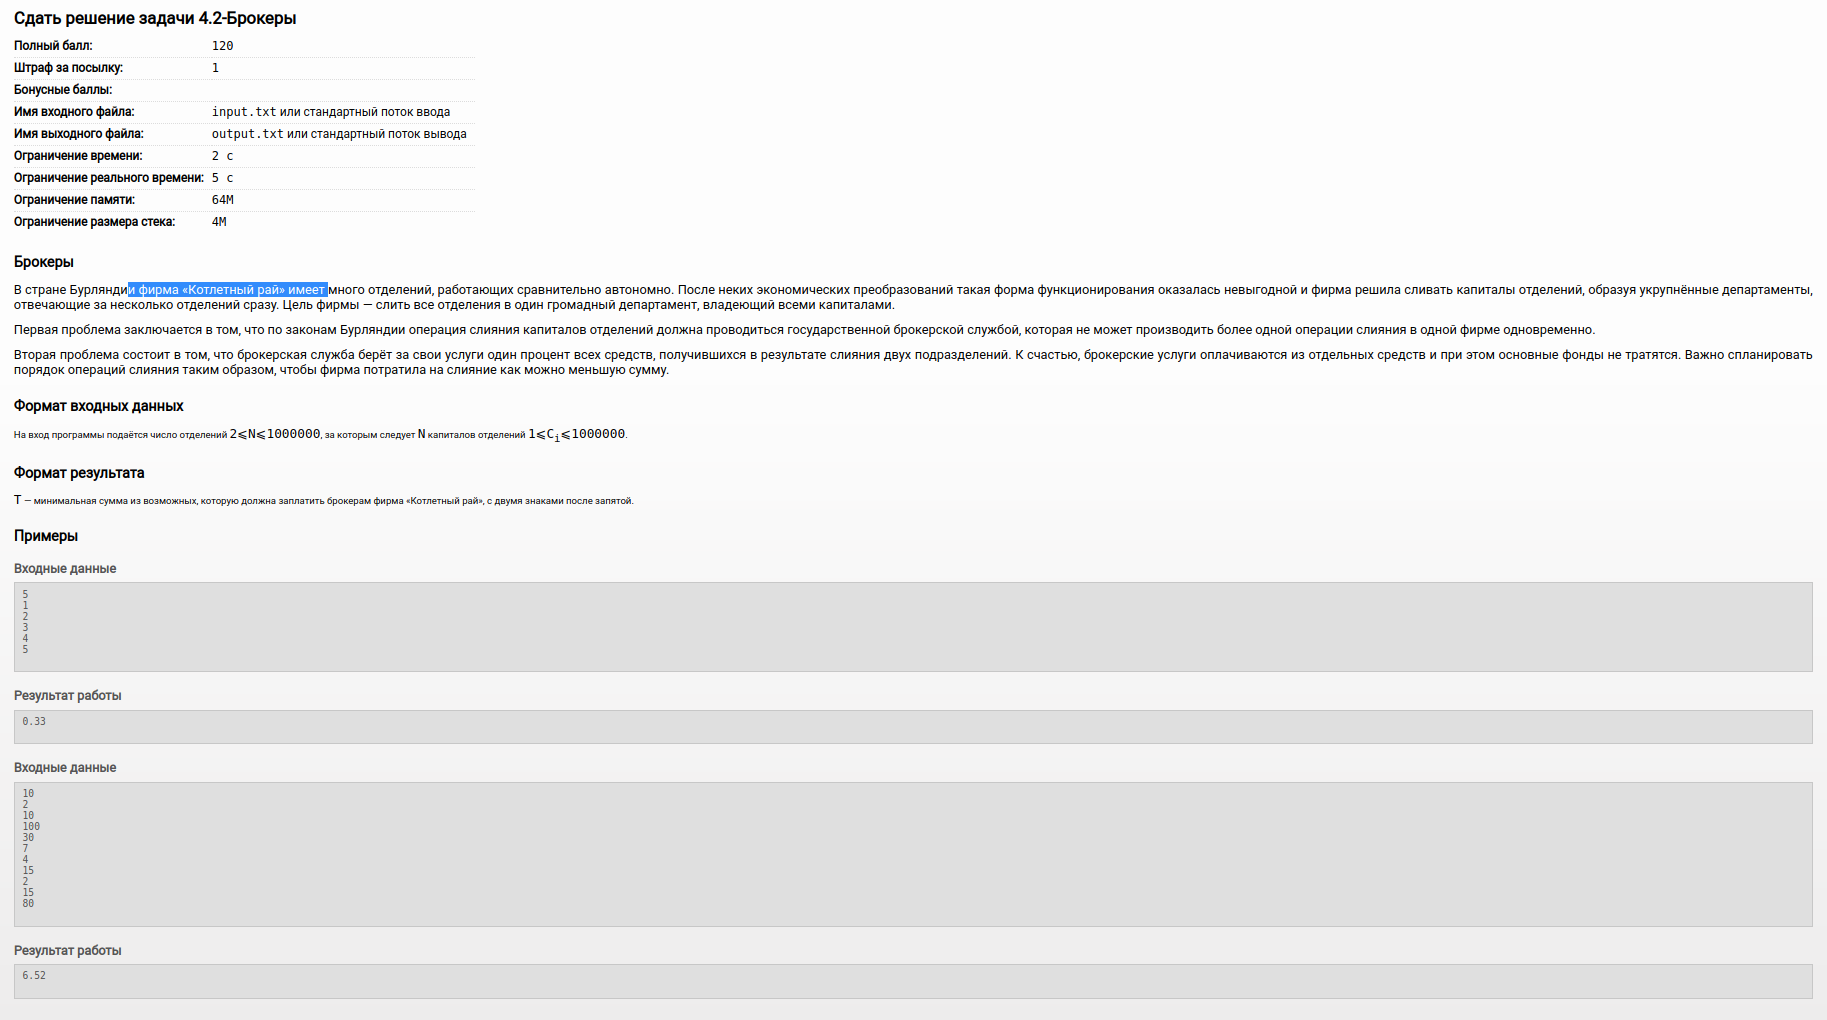 Сдать решение задачи 4.2-Брокеры
Полный балл: 120
Штраф за посылку: 1
Бонусные баллы:
Имя входного файла: input.txt или стандартный поток ввода
Имя выходного файла: output.txt или стандартный поток вывода
Ограничение времени: 2 с
Ограничение реального времени: 5 с
Ограничение памяти: 64M
Ограничение размера стека: 4M
Брокеры
В стране Бурляндии фирма «Котлетный рай» имеет много отделений, работающих сравнительно автономно. После неких экономических преобразований такая форма функционирования оказалась невыгодной и фирма решила сливать капиталы отделений, образуя укрупнённые департаменты,
отвечающие за несколько отделений сразу. Цель фирмы — слить все отделения в один громадный департамент, владеющий всеми капиталами.
Первая проблема заключается в том, что по законам Бурляндии операция слияния капиталов отделений должна проводиться государственной брокерской службой, которая не может производить более одной операции слияния в одной фирме одновременно.
Вторая проблема состоит в том, что брокерская служба берёт за свои услуги один процент всех средств, получившихся в результате слияния двух подразделений. К счастью, брокерские услуги оплачиваются из отдельных средств и при этом основные фонды не тратятся. Важно спланировать
порядок операций слияния таким образом, чтобы фирма потратила на слияние как можно меньшую сумму.
Формат входных данных
На вход программы подаётся число отделений 2⩽N⩽1000000, за которым следует N капиталов отделений 1⩽Ci⩽1000000.
Формат результата
T — минимальная сумма из возможных, которую должна заплатить брокерам фирма «Котлетный рай», с двумя знаками после запятой.
Примеры
Входные данные
5
1
2
3
4
5
Результат работы
0.33
Входные данные
10
2
10
100
30
7
4
15
2
15
80
Результат работы
6.52